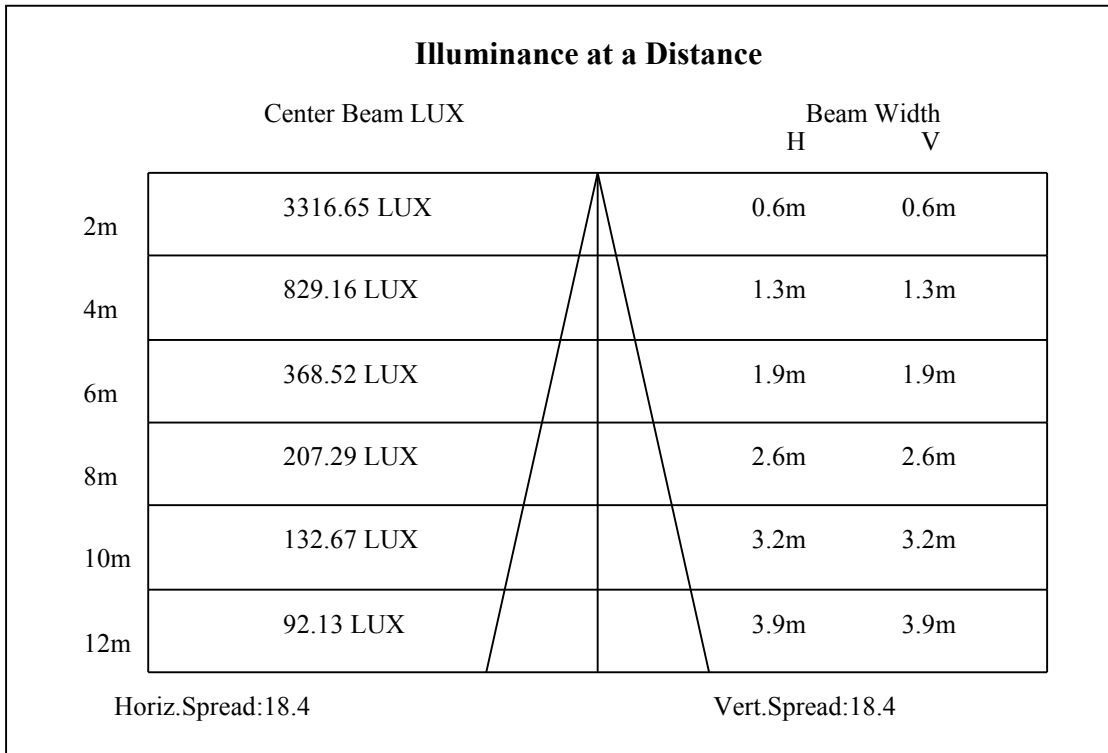 Illuminance at a Distance
Center Beam LUX Beam Width
H V
2m 3316.65 LUX 0.6m 0.6m
4m 829.16 LUX 1.3m 1.3m
6m 368.52 LUX 1.9m 1.9m
8m 207.29 LUX 2.6m 2.6m
10m 132.67 LUX 3.2m 3.2m
12m 92.13 LUX 3.9m 3.9m
Horiz.Spread:18.4 Vert.Spread:18.4